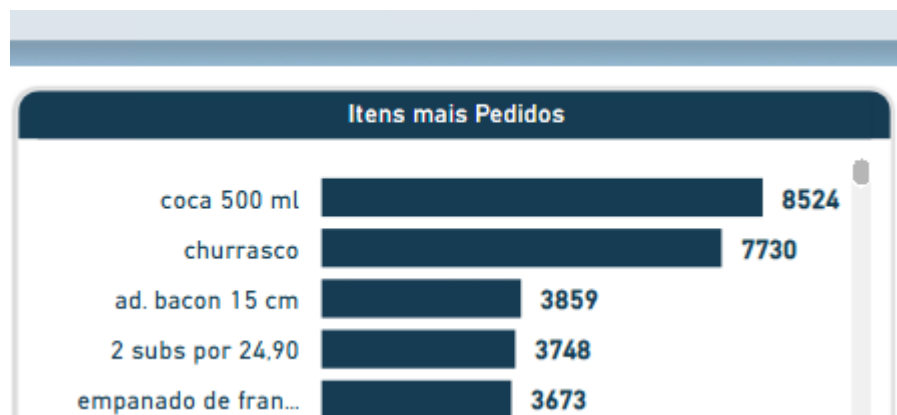 Itens mais Pedidos
coca 500 ml 8524
churrasco 7730
ad. bacon 15 cm 3859
2 subs por 24,90 3748
empanado de fran... 3673